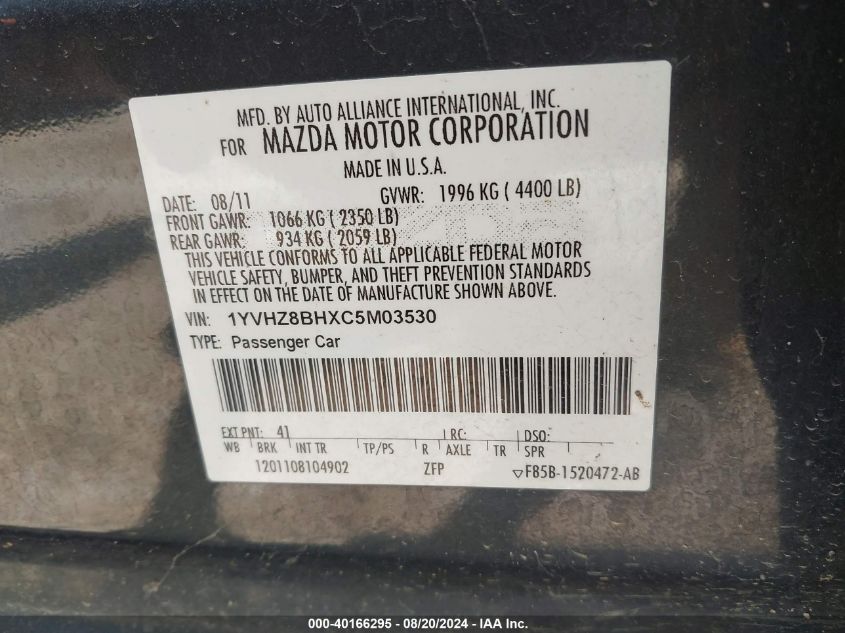 MFD. BY AUTO ALLIANCE INTERNATIONAL, INC.
FOR MAZDA MOTOR CORPORATION
MADE IN U.S.A.
DATE: 08/11 GVWR: 1996 KG ( 4400 LB)
FRONT GAWR: 1066 KG ( 2350 LB)
REAR GAWR: 934 KG ( 2059 LB)
THIS VEHICLE CONFORMS TO ALL APPLICABLE FEDERAL MOTOR
VEHICLE SAFETY, BUMPER, AND THEFT PREVENTION STANDARDS
IN EFFECT ON THE DATE OF MANUFACTURE SHOWN ABOVE.
VIN: 1YVHZ8BHXC5M03530
TYPE: Passenger Car
EXT PNT: 41 RC: DSO:
WB BRK INT TR TP/PS R AXLE TR SPR
1201108104902 ZFP ▽FB5B-1520472-AB
000-40166295 - 08/20/2024 - IAA Inc.